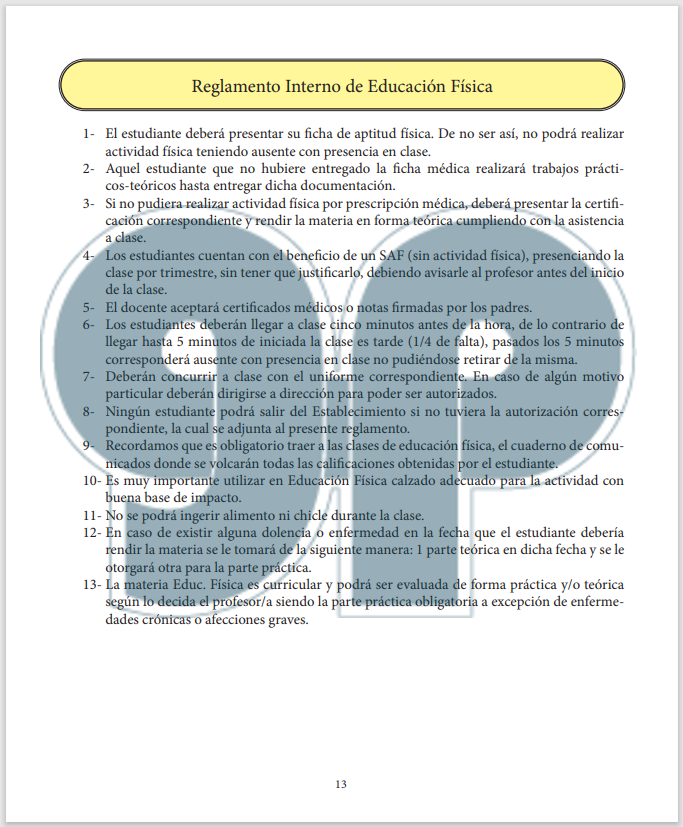 Reglamento Interno de Educación Física
1- El estudiante deberá presentar su ficha de aptitud física. De no ser así, no podrá realizar
actividad física teniendo ausente con presencia en clase.
2- Aquel estudiante que no hubiere entregado la ficha médica realizará trabajos prácti-
cos-teóricos hasta entregar dicha documentación.
3- Si no pudiera realizar actividad física por prescripción médica, deberá presentar la certifi-
cación correspondiente y rendir la materia en forma teórica cumpliendo con la asistencia
a clase.
4- Los estudiantes cuentan con el beneficio de un SAF (sin actividad física), presenciando la
clase por trimestre, sin tener que justificarlo, debiendo avisarle al profesor antes del inicio
de la clase.
5- El docente aceptará certificados médicos o notas firmadas por los padres.
6- Los estudiantes deberán llegar a clase cinco minutos antes de la hora, de lo contrario de
llegar hasta 5 minutos de iniciada la clase es tarde (1/4 de falta), pasados los 5 minutos
corresponderá ausente con presencia en clase no pudiéndose retirar de la misma.
7- Deberán concurrir a clase con el uniforme correspondiente. En caso de algún motivo
particular deberán dirigirse a dirección para poder ser autorizados.
8- Ningún estudiante podrá salir del Establecimiento si no tuviera la autorización corres-
pondiente, la cual se adjunta al presente reglamento.
9- Recordamos que es obligatorio traer a las clases de educación física, el cuaderno de comu-
nicados donde se volcarán todas las calificaciones obtenidas por el estudiante.
10- Es muy importante utilizar en Educación Física calzado adecuado para la actividad con
buena base de impacto.
11- No se podrá ingerir alimento ni chicle durante la clase.
12- En caso de existir alguna dolencia o enfermedad en la fecha que el estudiante debería
rendir la materia se le tomará de la siguiente manera: 1 parte teórica en dicha fecha y se le
otorgará otra para la parte práctica.
13- La materia Educ. Física es curricular y podrá ser evaluada de forma práctica y/o teórica
según lo decida el profesor/a siendo la parte práctica obligatoria a excepción de enferme-
dades crónicas o afecciones graves.
13